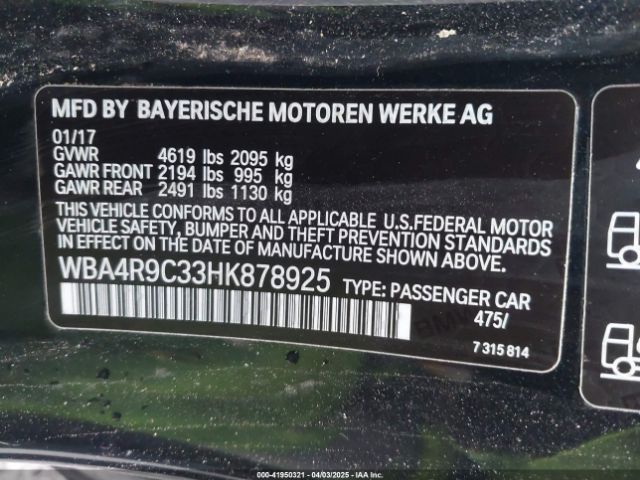 MFD BY BAYERISCHE MOTOREN WERKE AG
01/17
GVWR 4619 lbs 2095 kg
GAWR FRONT 2194 lbs 995 kg
GAWR REAR 2491 lbs 1130 kg
THIS VEHICLE CONFORMS TO ALL APPLICABLE U.S.FEDERAL MOTOR
VEHICLE SAFETY, BUMPER AND THEFT PREVENTION STANDARDS
IN EFFECT ON THE DATE OF MANUFACTURE SHOWN ABOVE.
WBA4R9C33HK878925 TYPE: PASSENGER CAR
475/
7 315 814
000-41950321 - 04/03/2025 - IAA Inc.